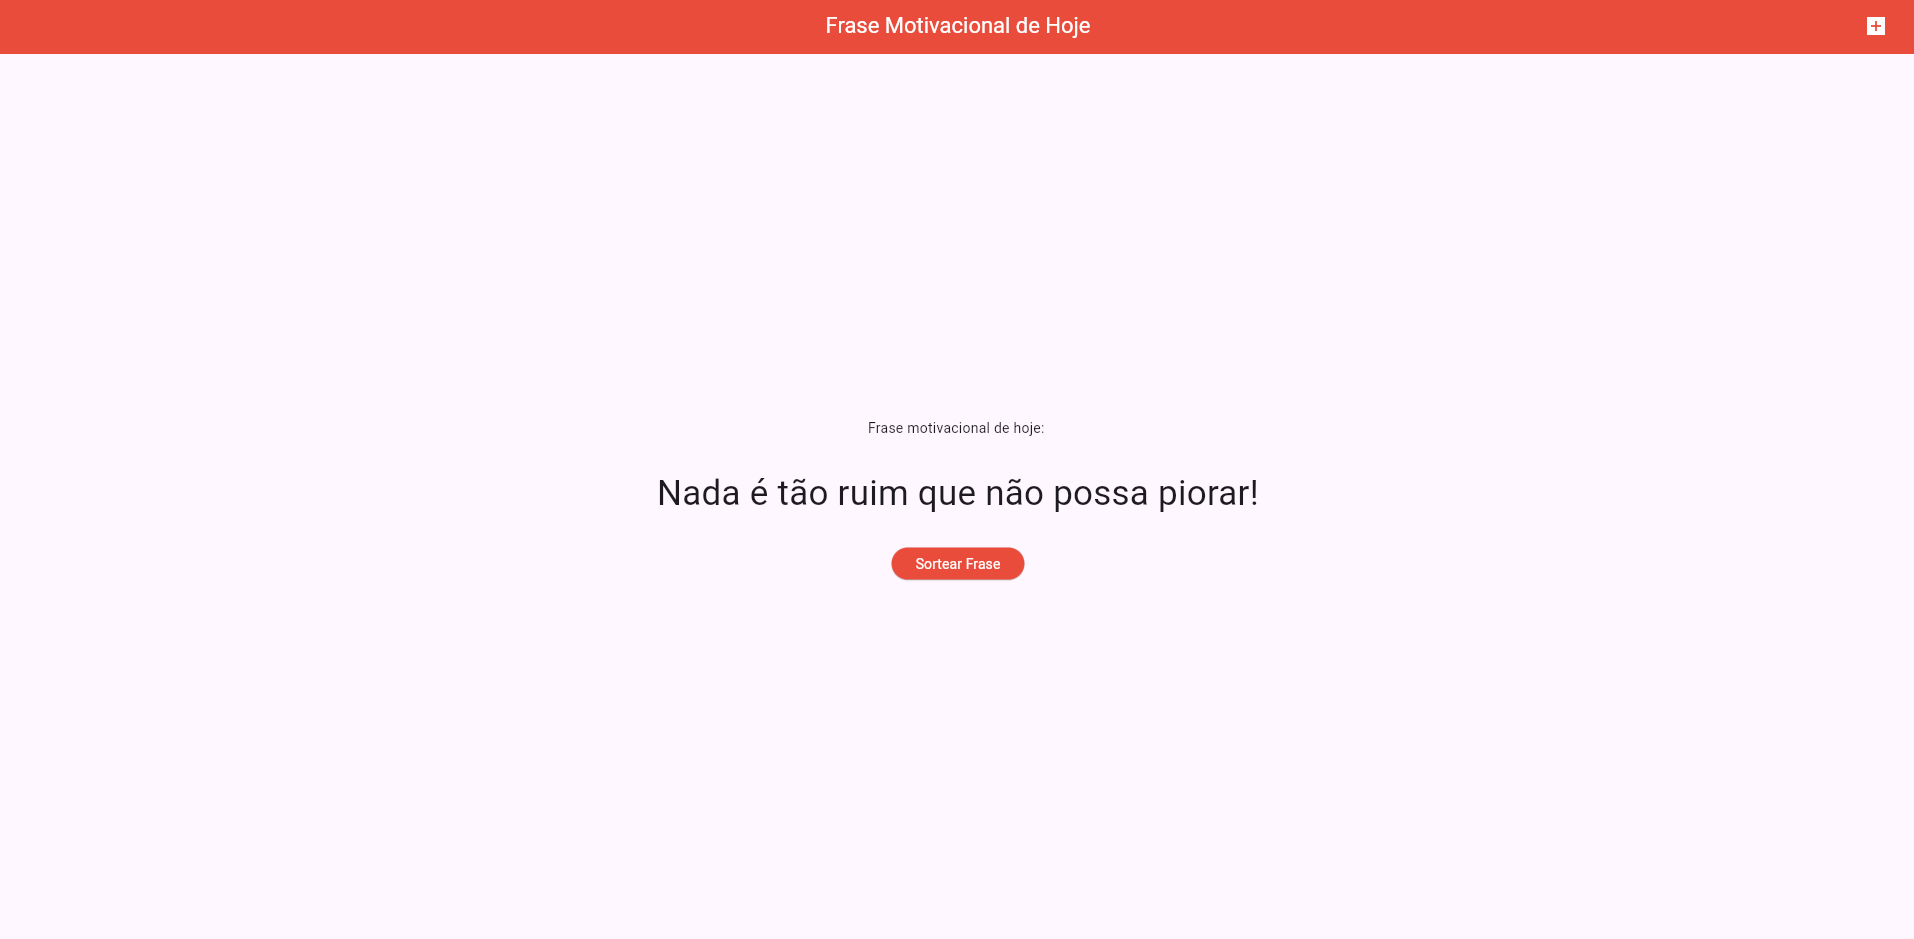 Frase Motivacional de Hoje
Frase motivacional de hoje:
Nada é tão ruim que não possa piorar!
Sortear Frase